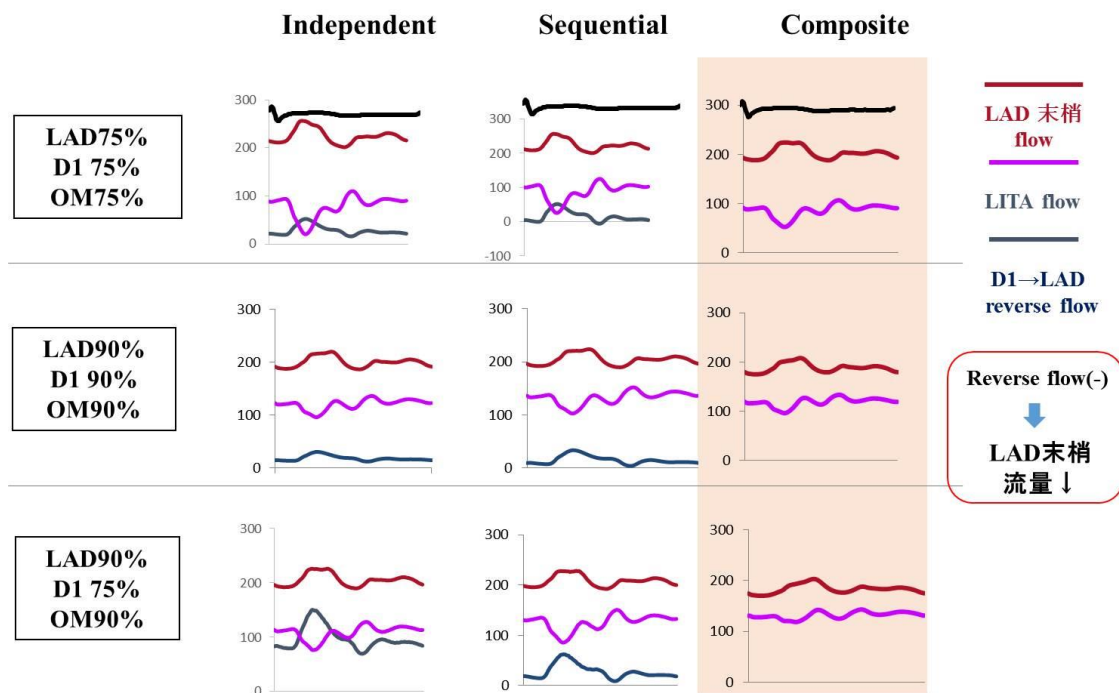 Independent
Sequential
Composite
LAD75%
D1 75%
OM75%
300
200
100
0
300
200
100
0
-100
300
200
100
0
LAD 末梢
flow
LITA flow
D1→LAD
reverse flow
LAD90%
D1 90%
OM90%
300
200
100
0
300
200
100
0
300
200
100
0
Reverse flow(-)
LAD末梢
流量↓
LAD90%
D1 75%
OM90%
300
200
100
0
300
200
100
0
300
200
100
0